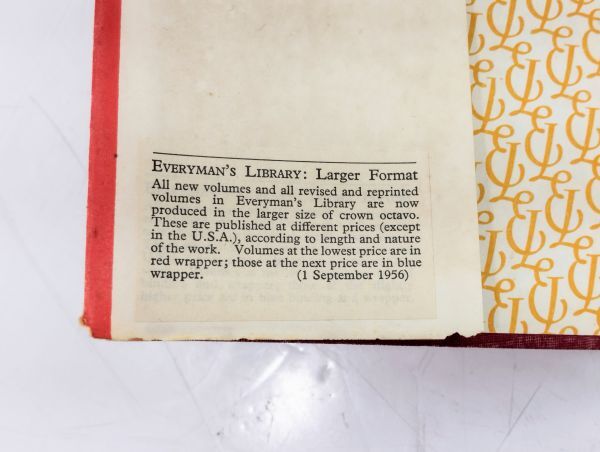 EVERYMAN'S LIBRARY: Larger Format
All new volumes and all revised and reprinted
volumes in Everyman's Library are now
produced in the larger size of crown octavo.
These are published at different prices (except
in the U.S.A.), according to length and nature
of the work. Volumes at the lowest price are in
red wrapper; those at the next price are in blue
wrapper. (1 September 1956)